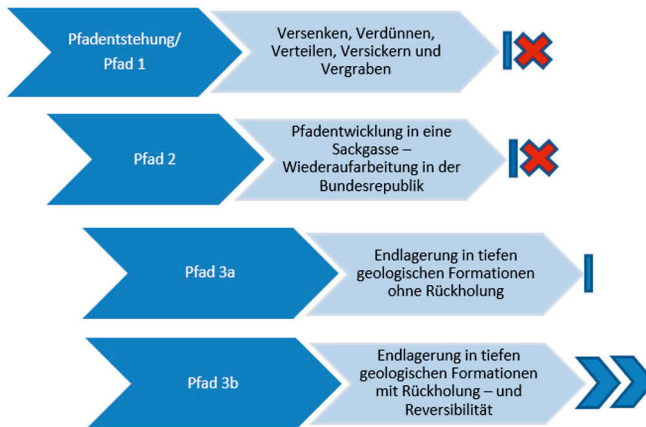 Pfadentstehung/
Pfad 1
Versenken, Verdünnen,
Verteilen, Versickern und
Vergraben
Pfad 2
Pfadentwicklung in eine
Sackgasse –
Wiederaufarbeitung in der
Bundesrepublik
Pfad 3a
Endlagerung in tiefen
geologischen Formationen
ohne Rückholung
Pfad 3b
Endlagerung in tiefen
geologischen Formationen
mit Rückholung – und
Reversibilität